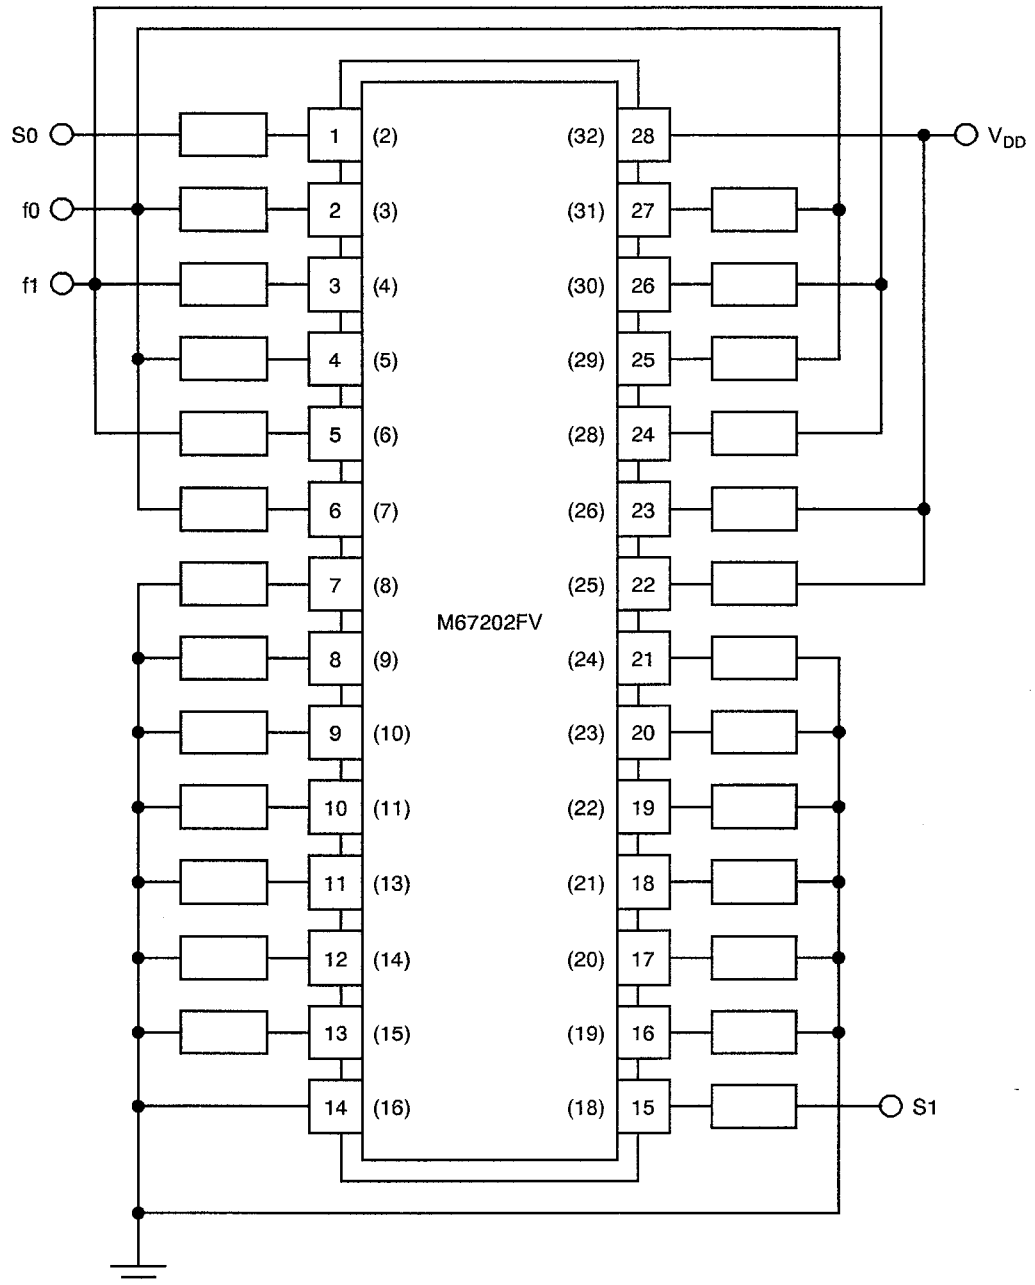 S0 1 (2) (32) 28 V_DD
f0 2 (3) (31) 27
f1 3 (4) (30) 26
4 (5) (29) 25
5 (6) (28) 24
6 (7) (26) 23
7 (8) (25) 22
M67202FV
8 (9) (24) 21
9 (10) (23) 20
10 (11) (22) 19
11 (13) (21) 18
12 (14) (20) 17
13 (15) (19) 16
14 (16) (18) 15 S1